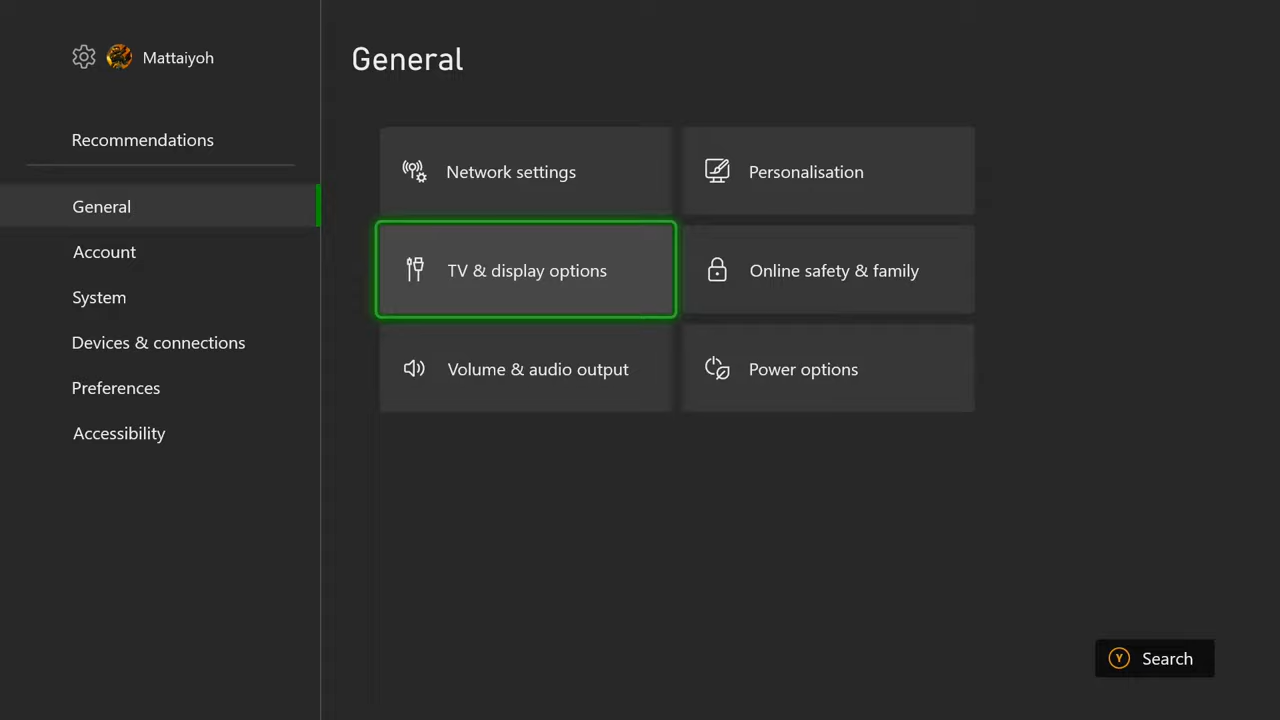 Mattaiyoh
Recommendations
General
Account
System
Devices & connections
Preferences
Accessibility
General
Network settings
Personalisation
TV & display options
Online safety & family
Volume & audio output
Power options
Y Search